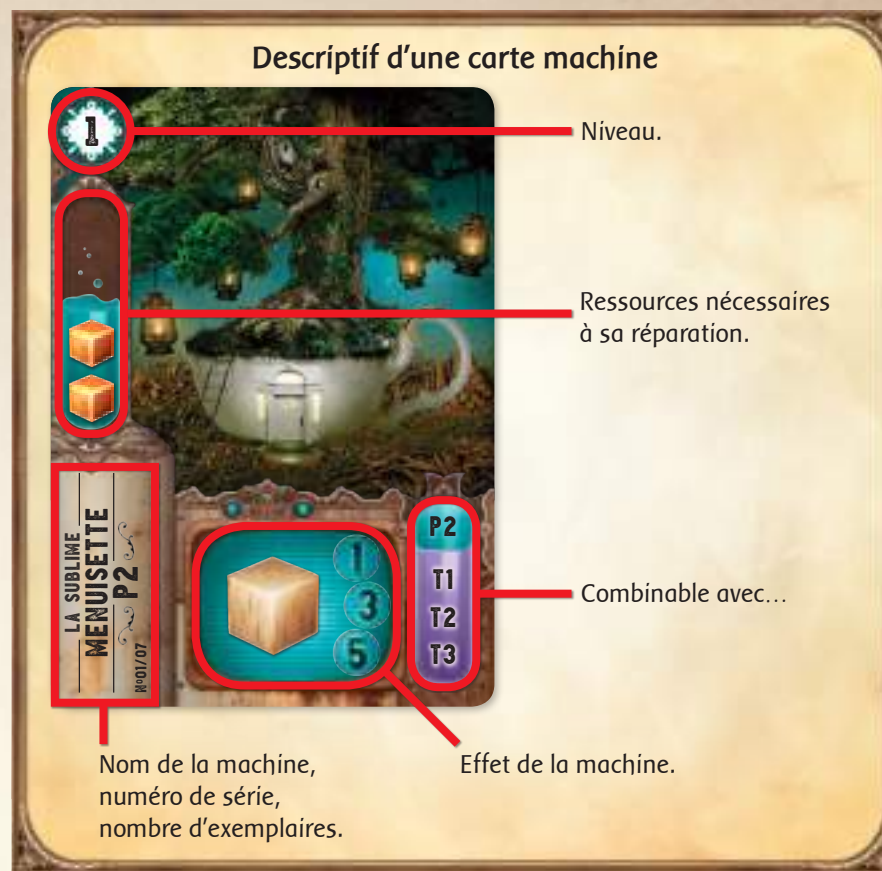 Descriptif d'une carte machine
1
Niveau.
Ressources nécessaires
à sa réparation.
LA SUBLIME
MENUISETTE
P2
N°01/07
1
3
5
P2
T1
T2
T3
Combinable avec...
Nom de la machine,
numéro de série,
nombre d'exemplaires.
Effet de la machine.